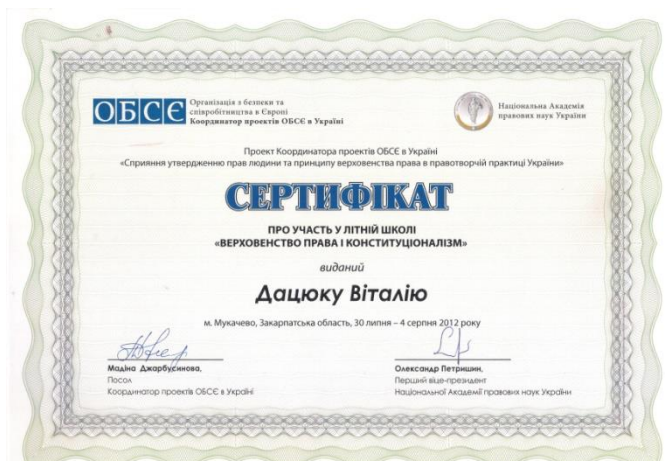 ОБСЄ
Організація з безпеки та
співробітництва в Європі
Координатор проектів ОБСЄ в Україні
Національна Академія
правових наук України
Проект Координатора проектів ОБСЄ в Україні
«Сприяння утвердженню прав людини та принципу верховенства права в правотворчій практиці України»
СЕРТИФІКАТ
ПРО УЧАСТЬ У ЛІТНІЙ ШКОЛІ
«ВЕРХОВЕНСТВО ПРАВА І КОНСТИТУЦІОНАЛІЗМ»
виданий
Дацюку Віталію
м. Мукачево, Закарпатська область, 30 липня – 4 серпня 2012 року
Мадіна Джарбусинова,
Посол
Координатор проектів ОБСЄ в Україні
Олександр Петришин,
Перший віце-президент
Національної Академії правових наук України